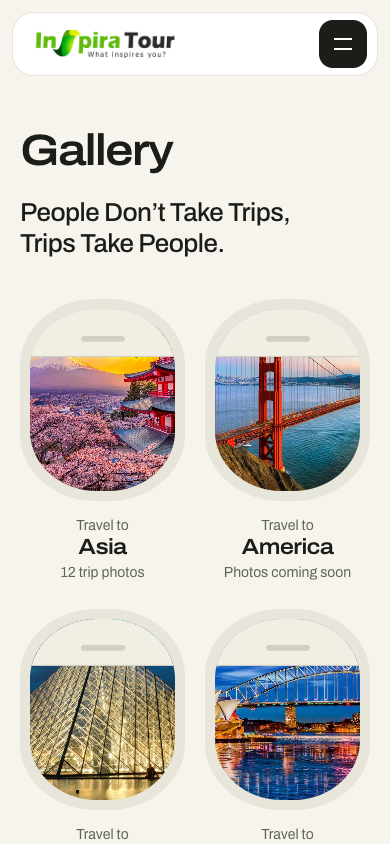 InSpira Tour
What inspires you?
Gallery
People Don’t Take Trips,
Trips Take People.
Travel to
Asia
12 trip photos
Travel to
America
Photos coming soon
Travel to
Travel to